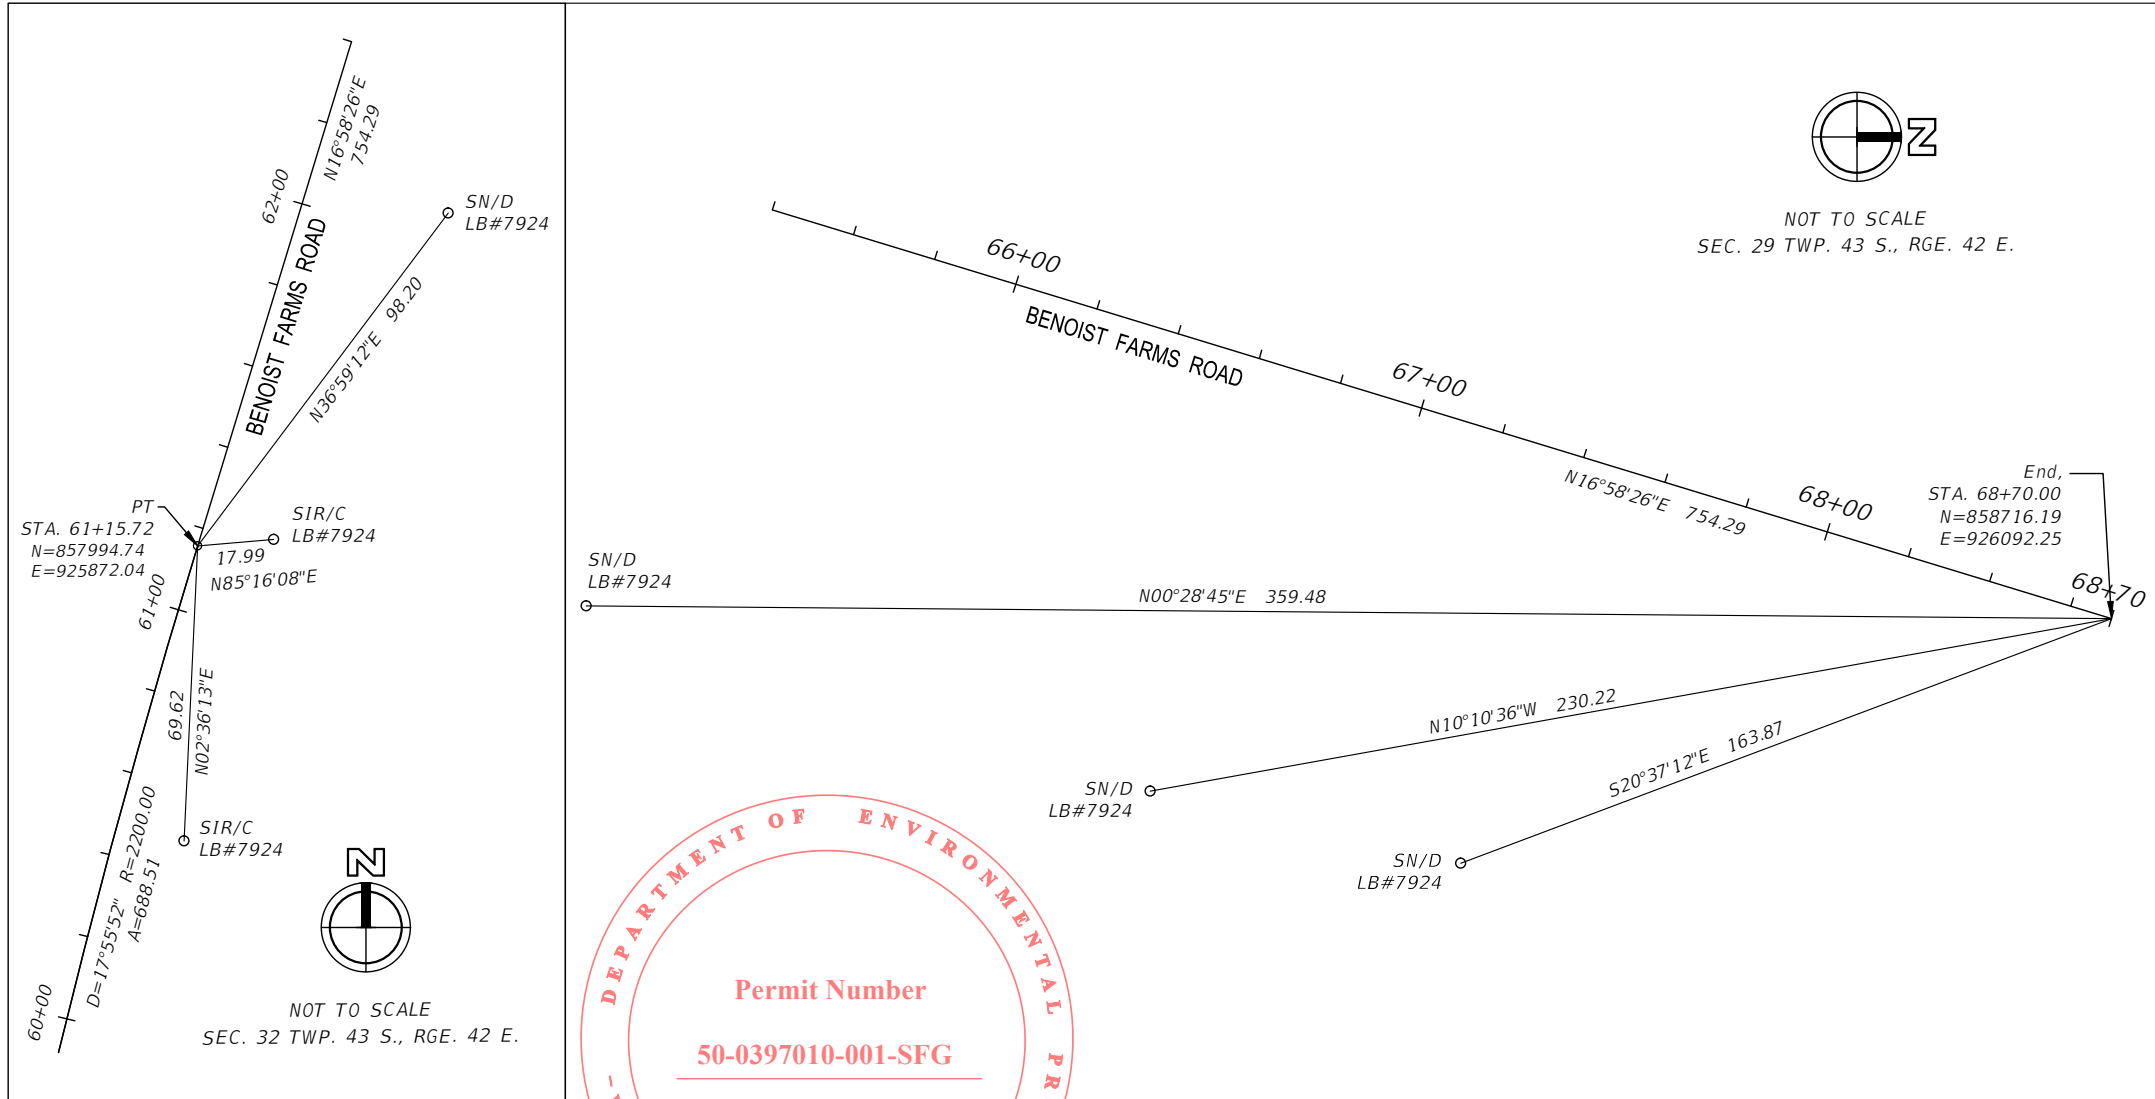 N16°58'26"E
754.29
62+00
SN/D
LB#7924
BENOIST FARMS ROAD
N36°59'12"E 98.20
PT
STA. 61+15.72
N=857994.74
E=925872.04
SIR/C
LB#7924
17.99
N85°16'08"E
61+00
69.62
N02°36'13"E
SIR/C
LB#7924
D=17°55'52" R=2200.00
A=688.51
60+00
N
NOT TO SCALE
SEC. 32 TWP. 43 S., RGE. 42 E.
N
NOT TO SCALE
SEC. 29 TWP. 43 S., RGE. 42 E.
66+00
BENOIST FARMS ROAD
67+00
N16°58'26"E 754.29
68+00
End,
STA. 68+70.00
N=858716.19
E=926092.25
68+70
SN/D
LB#7924
N00°28'45"E 359.48
N10°10'36"W 230.22
SN/D
LB#7924
S20°37'12"E 163.87
SN/D
LB#7924
DEPARTMENT OF ENVIRONMENTAL PR
Permit Number
50-0397010-001-SFG